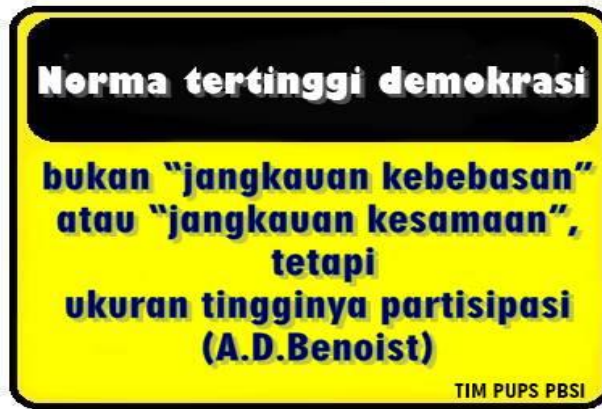 Norma tertinggi demokrasi
bukan "jangkauan kebebasan"
atau "jangkauan kesamaan",
tetapi
ukuran tingginya partisipasi
(A.D.Benoist)
TIM PUPS PBSI